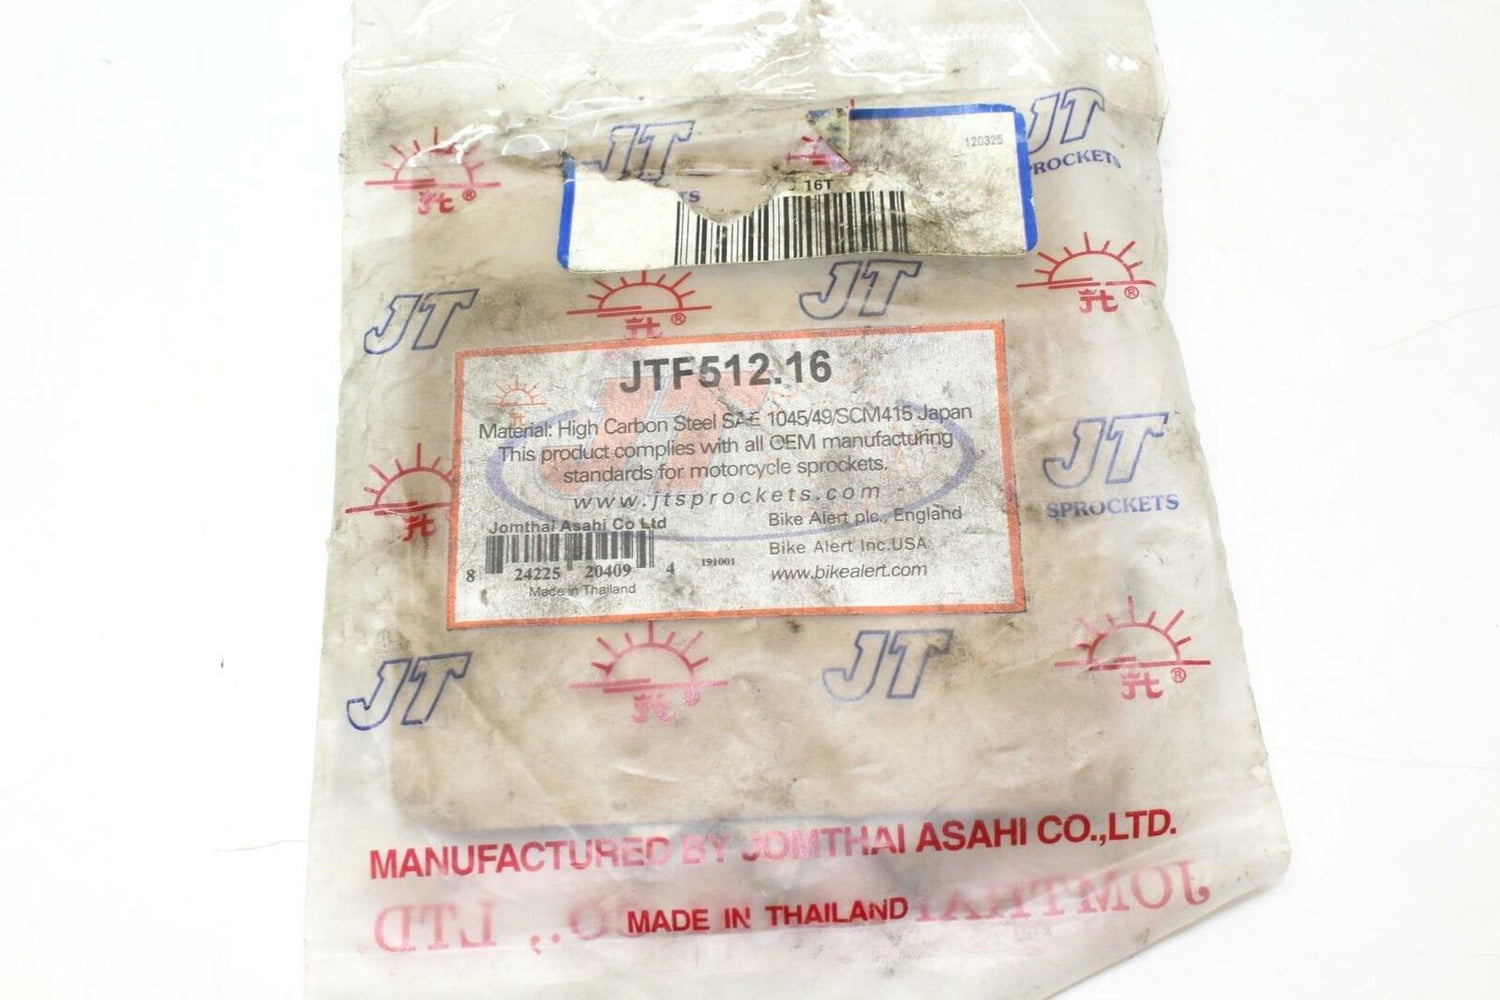 JT
JT
SPROCKETS
120325
16T
JT
JT
JTF512.16
Material: High Carbon Steel SAE 1045/49/SCM415 Japan
This product complies with all OEM manufacturing
standards for motorcycle sprockets.
www.jtsprockets.com
Jomthai Asahi Co Ltd
Bike Alert plc., England
Bike Alert Inc.USA
8 24225 20409 4
191001
www.bikealert.com
Made in Thailand
JT
SPROCKETS
JT
JT
MANUFACTURED BY JOMTHAI ASAHI CO.,LTD.
MADE IN THAILAND